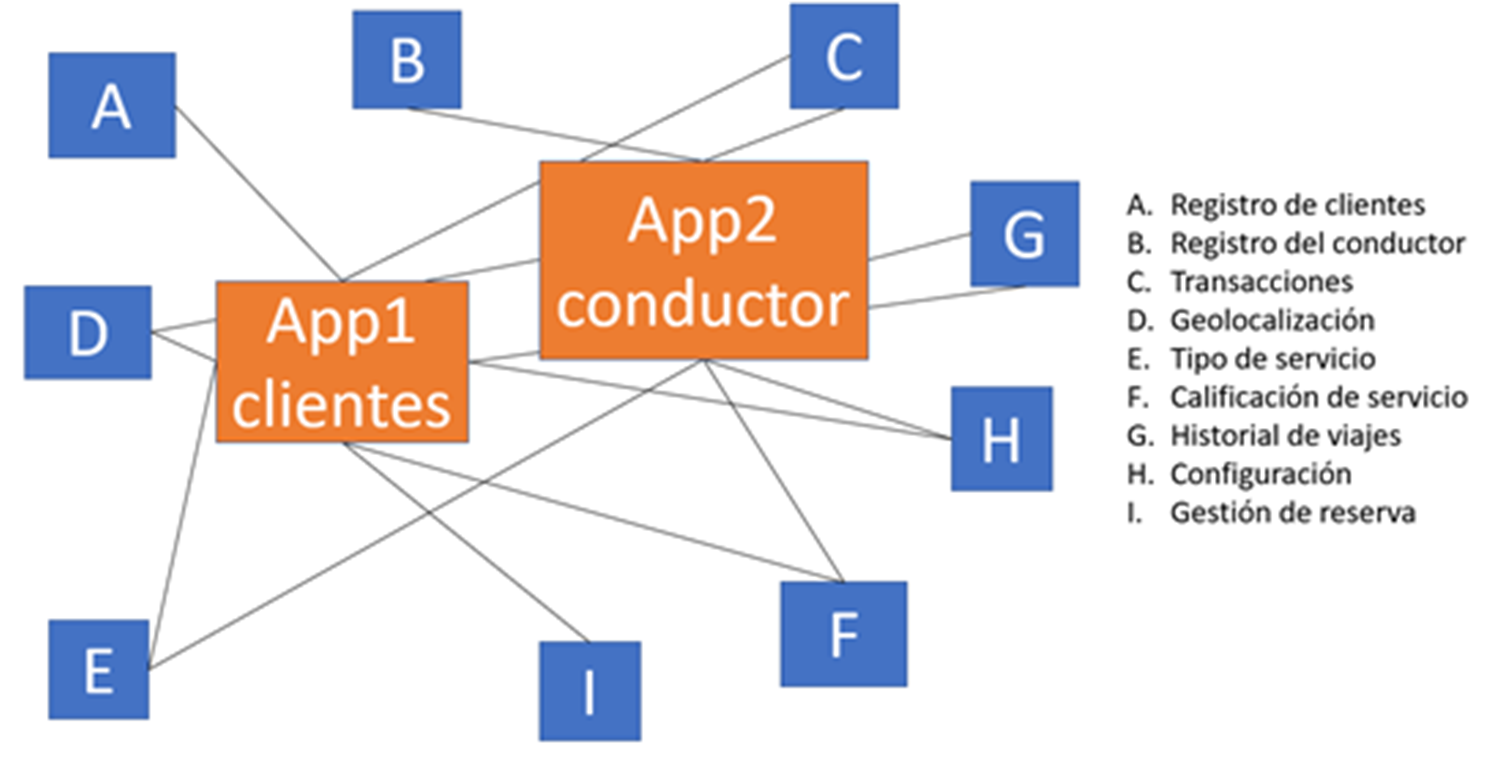 A
B
C
App2
conductor
G
App1
clientes
D
H
E
I
F
A. Registro de clientes
B. Registro del conductor
C. Transacciones
D. Geolocalización
E. Tipo de servicio
F. Calificación de servicio
G. Historial de viajes
H. Configuración
I. Gestión de reserva